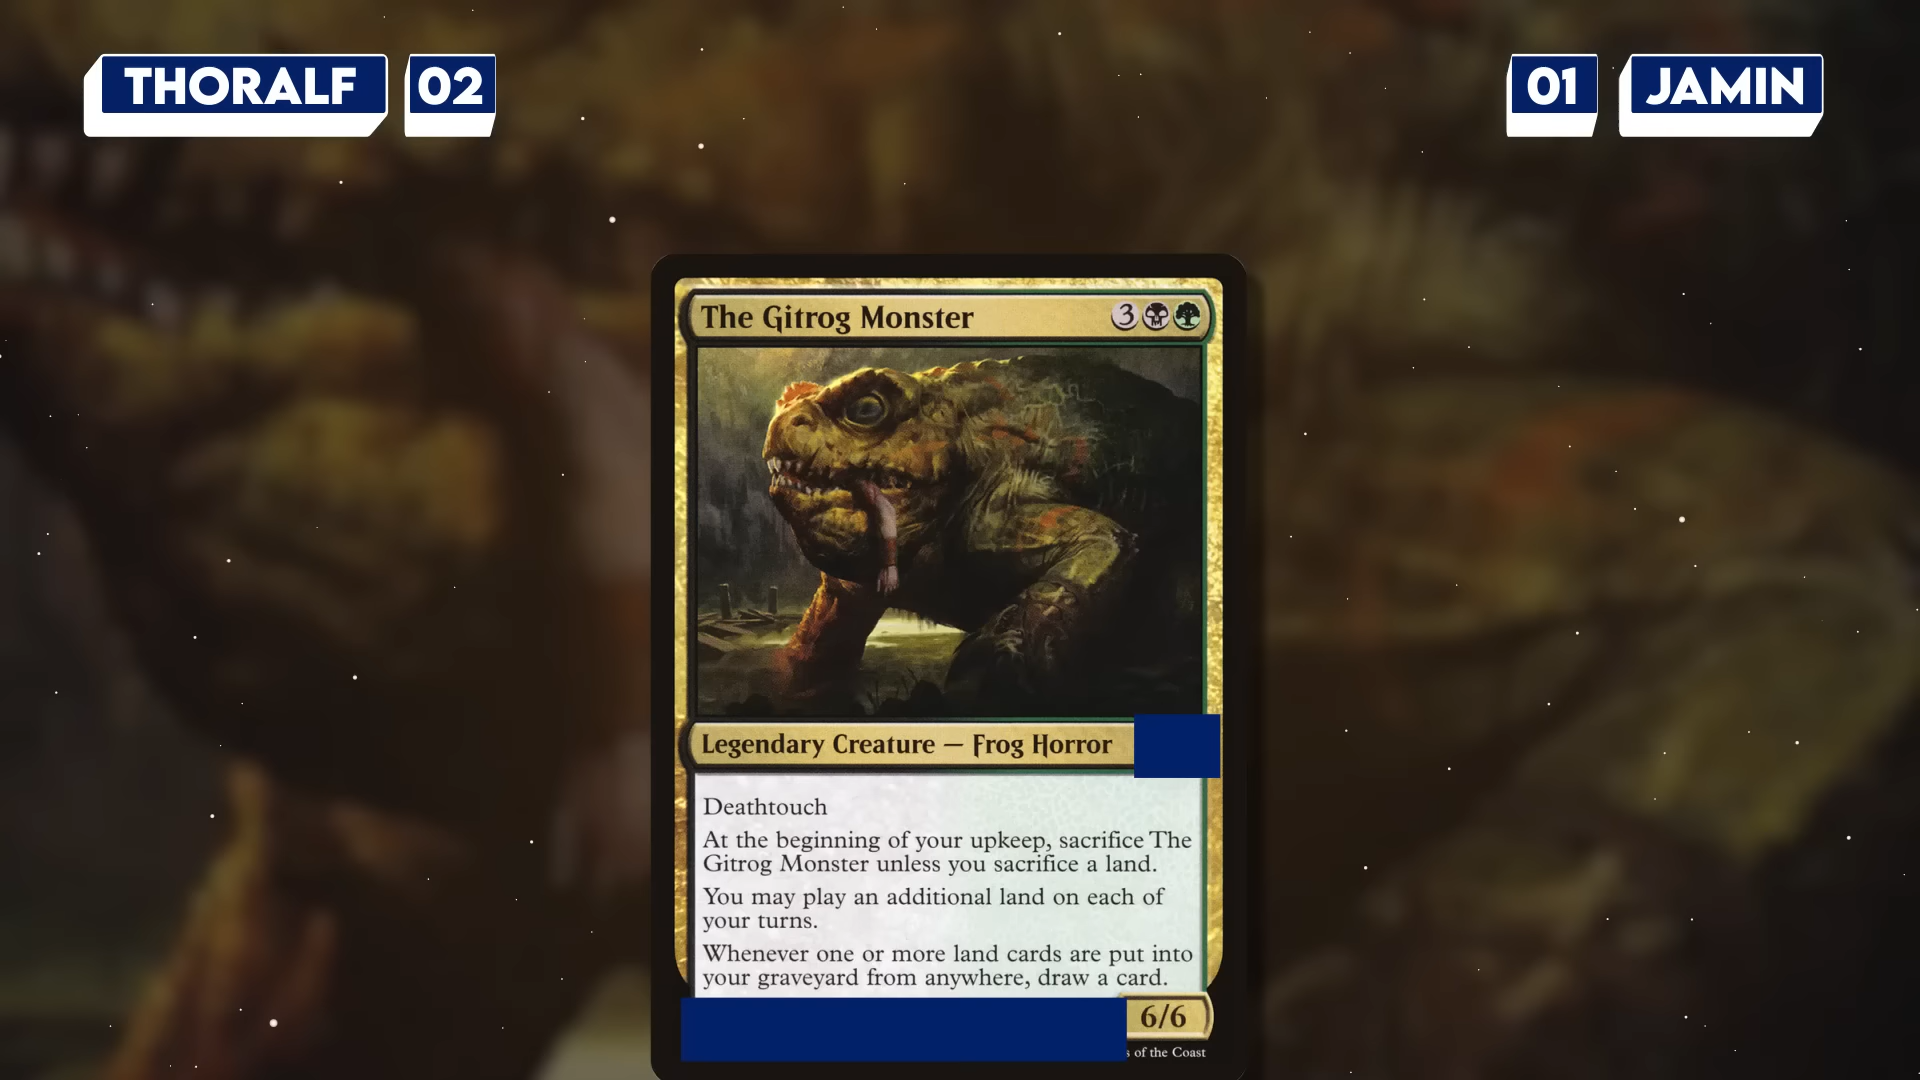 THORALF 02
01 JAMIN
The Gitrog Monster 3
Legendary Creature — Frog Horror
Deathtouch
At the beginning of your upkeep, sacrifice The
Gitrog Monster unless you sacrifice a land.
You may play an additional land on each of
your turns.
Whenever one or more land cards are put into
your graveyard from anywhere, draw a card.
6/6
s of the Coast